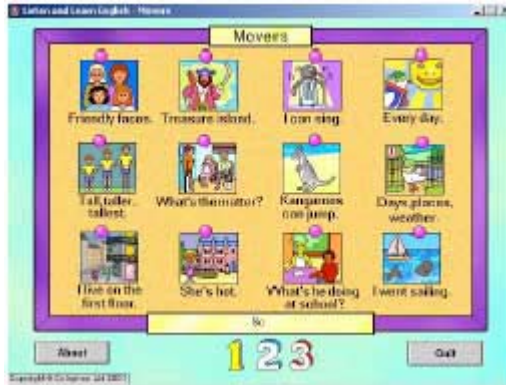 Listen and Learn English - Movers
Movers
Friendly faces. Treasure island. I can sing. Every day.
Tall, taller, tallest. What's the matter? Kangaroos can jump. Days, places, weather.
I live on the first floor. She's hot. What's he doing at school? I went sailing.
About
1 2 3
Quit